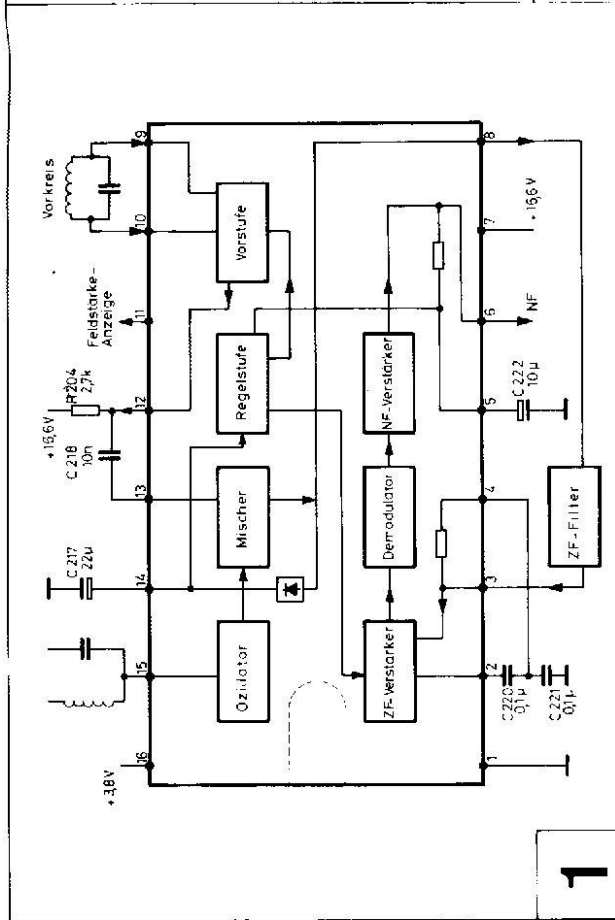 +3,8V
C217
22µ
+16,6V
C218
10n
R204
2,7k
Feldstärke-
Anzeige
Vorkreis
16
15
14
13
12
11
10
9
Ozidator
Mischer
Regelstufe
Vorstufe
ZF-Verstärker
Demodulator
NF-Verstärker
1
2
3
4
5
6
7
8
C220
0,1µ
C221
0,1µ
ZF-Filter
C222
10µ
NF
+16,6V
1